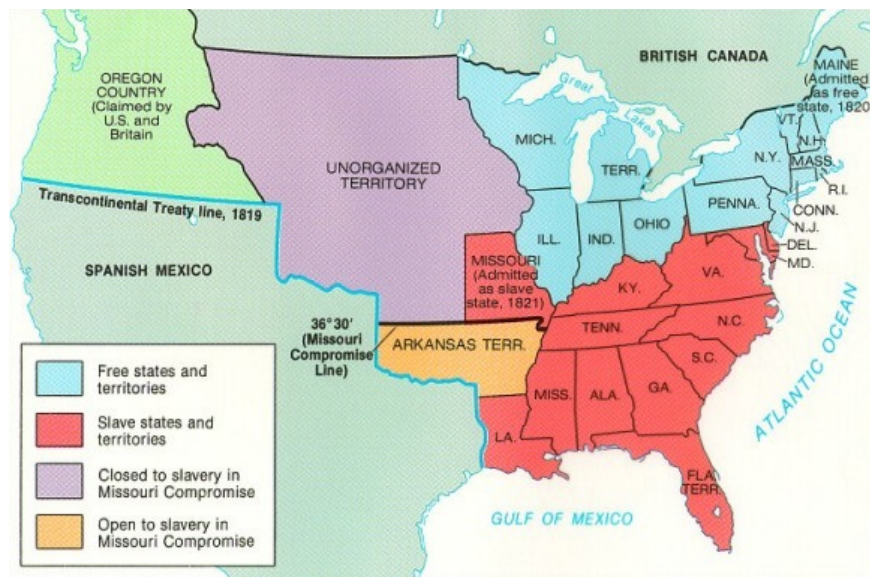 OREGON
COUNTRY
(Claimed by
U.S. and
Britain
BRITISH CANADA
MAINE
(Admitted
as free
state, 1820)
Great
Lakes
MICH.
TERR.
VT.
N.H.
N.Y.
MASS.
R.I.
CONN.
N.J.
PENNA.
DEL.
MD.
UNORGANIZED
TERRITORY
Transcontinental Treaty line, 1819
SPANISH MEXICO
ILL.
IND.
OHIO
MISSOURI
(Admitted
as slave
state, 1821)
KY.
VA.
36°30′
(Missouri
Compromise
Line)
ARKANSAS TERR.
TENN.
N.C.
S.C.
MISS.
ALA.
GA.
LA.
FLA.
TERR.
ATLANTIC OCEAN
GULF OF MEXICO
Free states and
territories
Slave states and
territories
Closed to slavery in
Missouri Compromise
Open to slavery in
Missouri Compromise